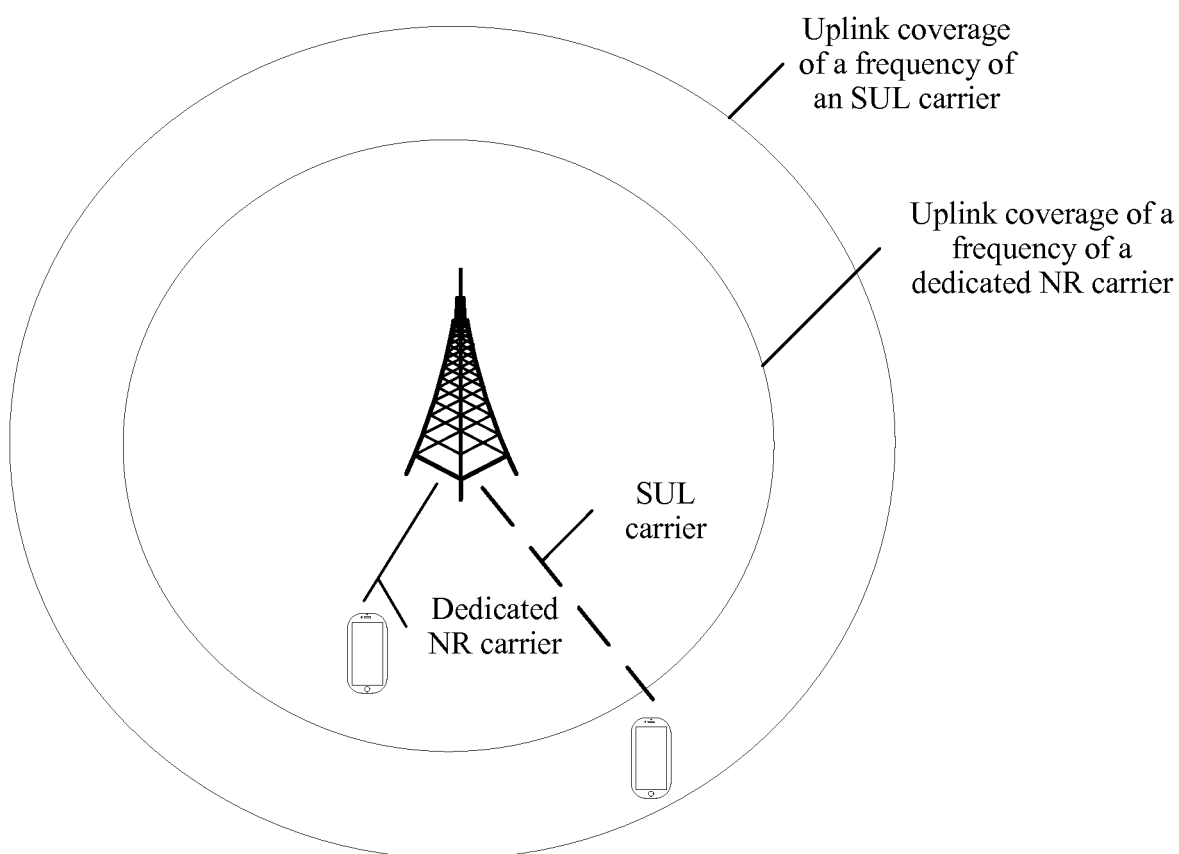 Uplink coverage
of a frequency of
an SUL carrier
Uplink coverage of a
frequency of a
dedicated NR carrier
SUL
carrier
Dedicated
NR carrier